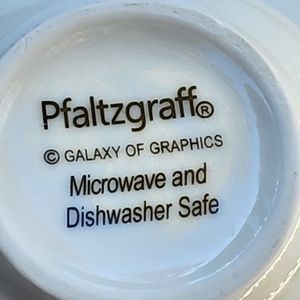 Pfaltzgraff®
© GALAXY OF GRAPHICS
Microwave and
Dishwasher Safe